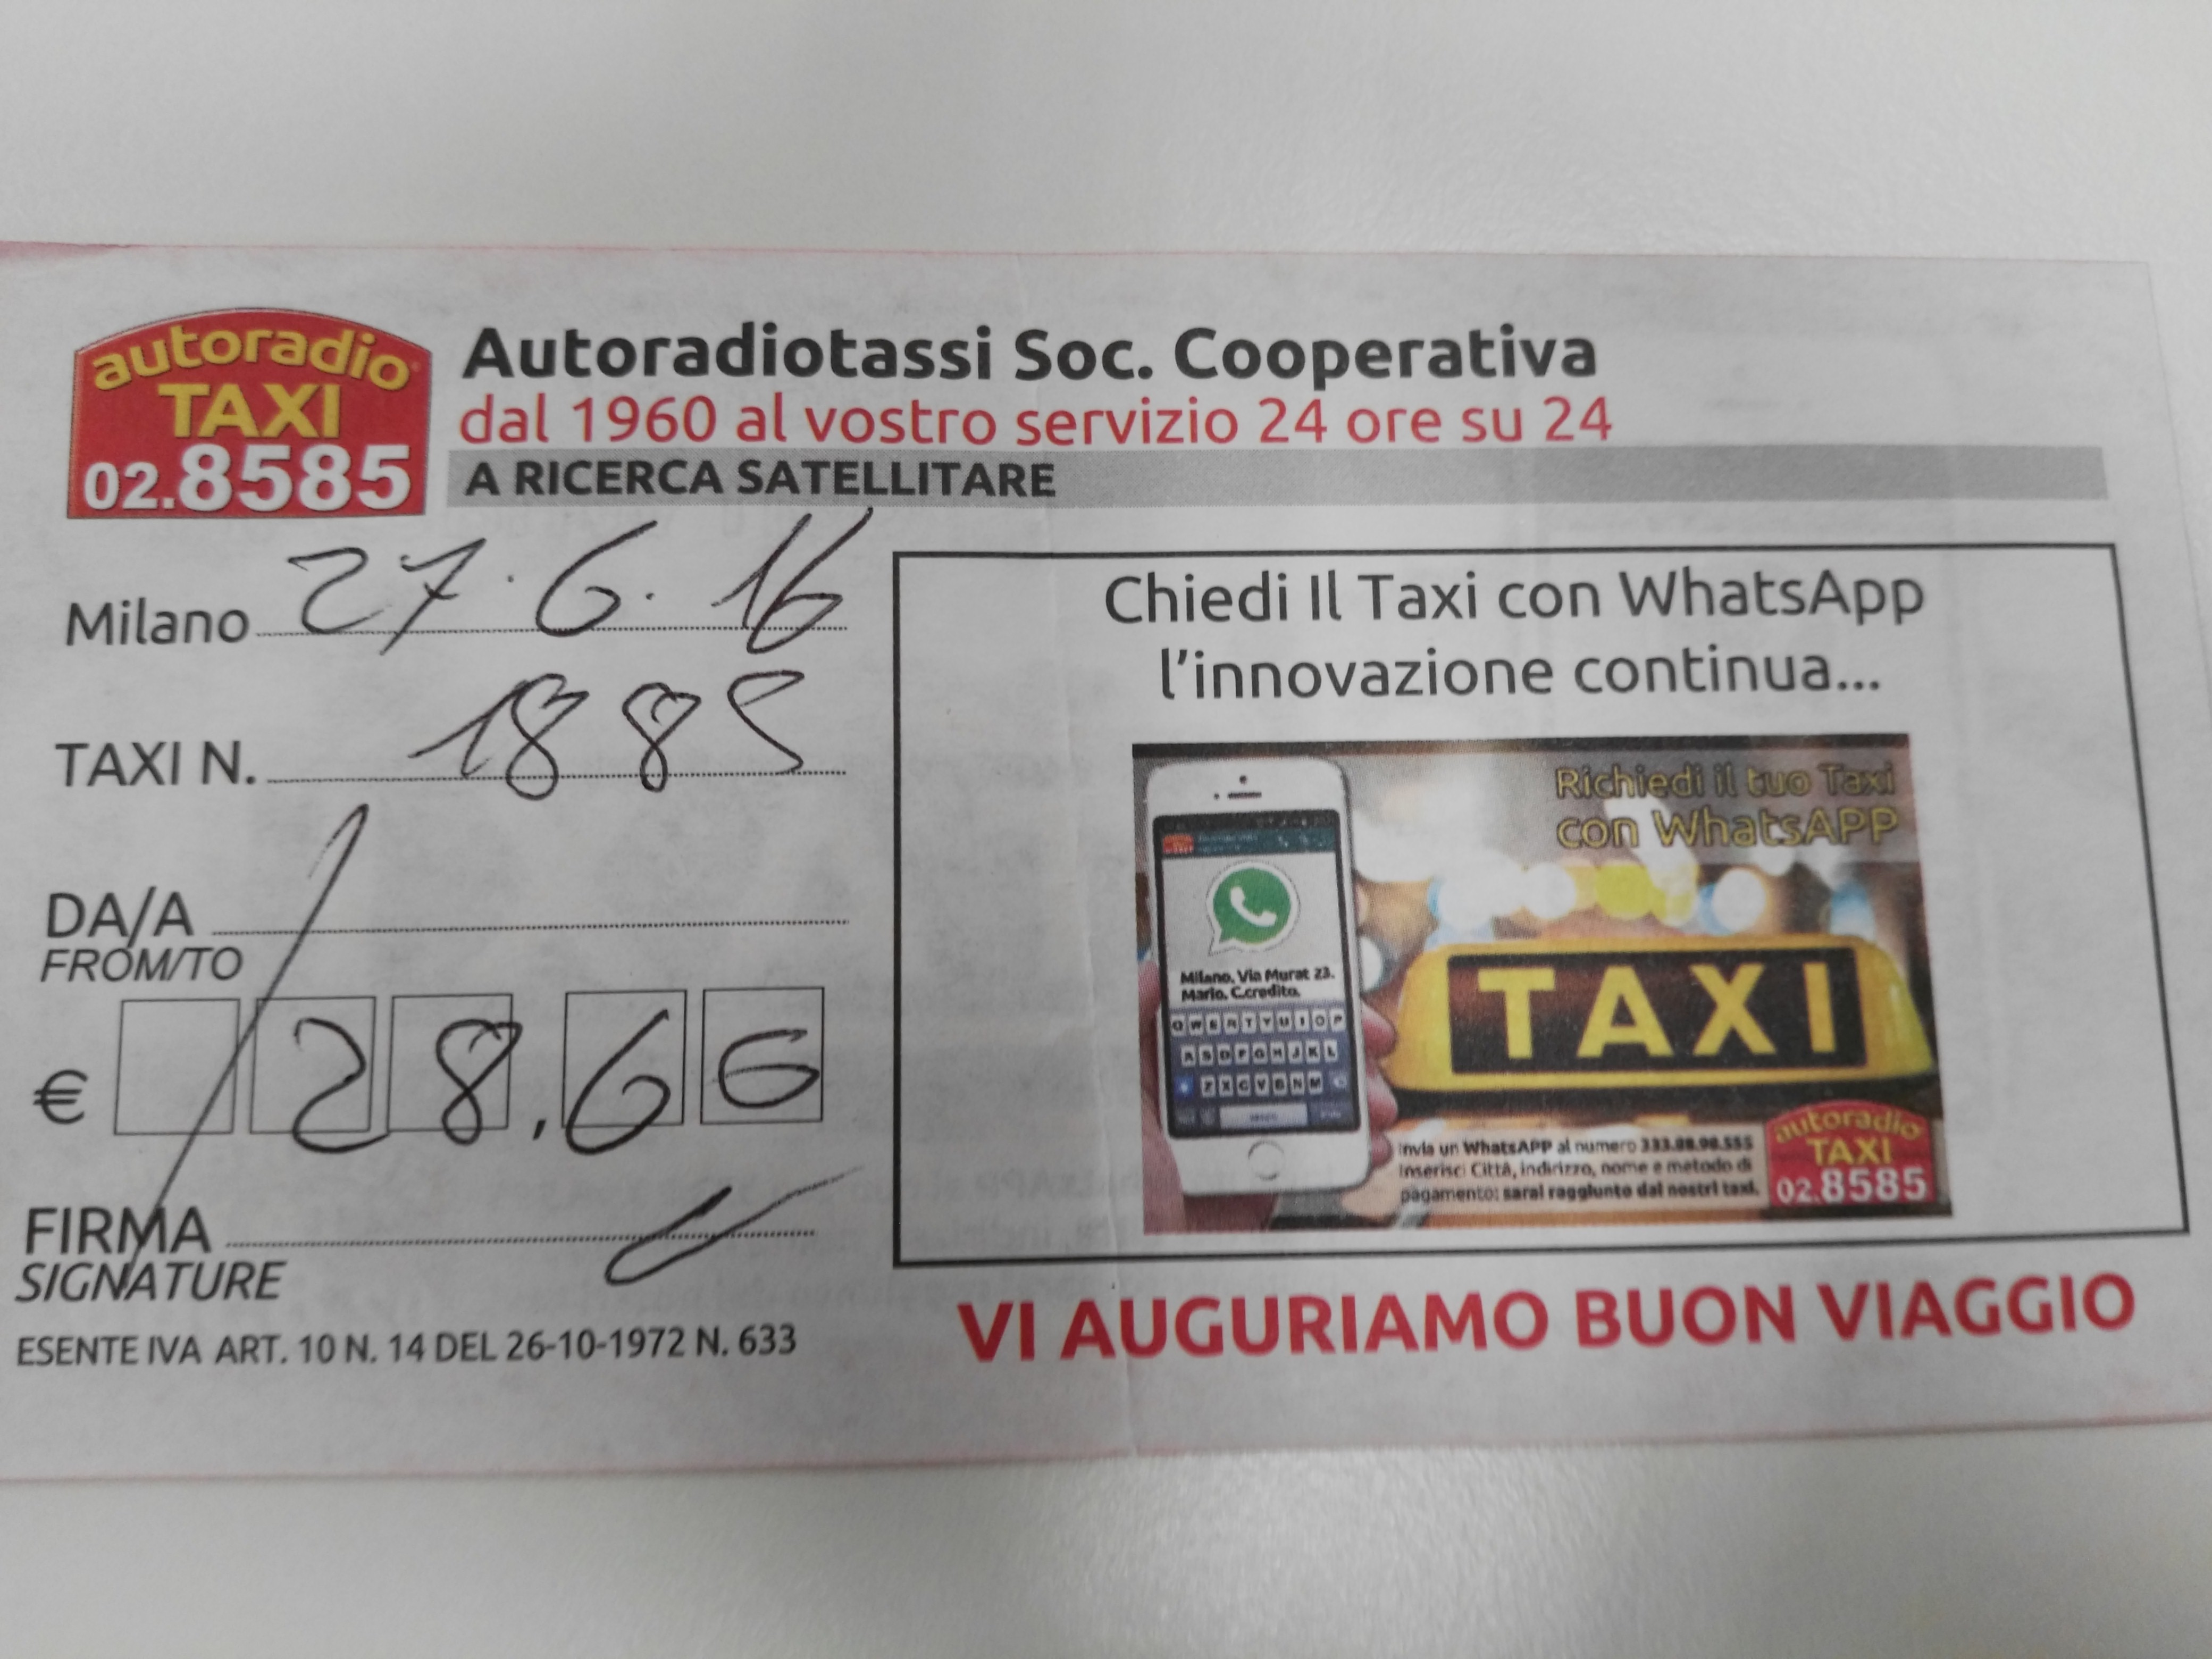 autoradio
TAXI
02.8585
Autoradiotassi Soc. Cooperativa
dal 1960 al vostro servizio 24 ore su 24
A RICERCA SATELLITARE
Milano 27.6.16
TAXI N. 1885
DA/A
FROM/TO
€ 28,66
FIRMA
SIGNATURE
ESENTE IVA ART. 10 N. 14 DEL 26-10-1972 N. 633
Chiedi Il Taxi con WhatsApp
l'innovazione continua...
Richiedi il tuo Taxi
con WhatsAPP
Milano, Via Murat 23.
Mario. C.credito.
Q W E R T Y U I O P
A S D F G H J K L
Z X C V B N M
TAXI
Invia un WhatsAPP al numero 333.88.98.555
Inserisci Città, indirizzo, nome e metodo di
pagamento: sarai raggiunto dai nostri taxi.
autoradio
TAXI
02.8585
VI AUGURIAMO BUON VIAGGIO